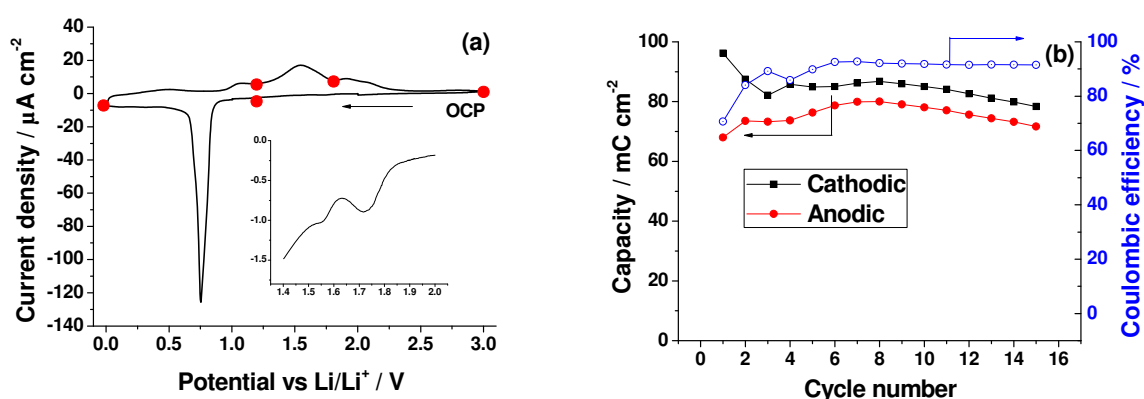 (a)
40
20
0
-20
-40
-60
-80
-100
-120
-140
Current density / μA cm⁻²
OCP
0.0
-0.5
-1.0
-1.5
1.4 1.5 1.6 1.7 1.8 1.9 2.0
0.0 0.5 1.0 1.5 2.0 2.5 3.0
Potential vs Li/Li⁺ / V
(b)
100
80
60
40
20
0
Capacity / mC cm⁻²
Cathodic
Anodic
100
80
60
40
20
0
Coulombic efficiency / %
0 2 4 6 8 10 12 14 16
Cycle number